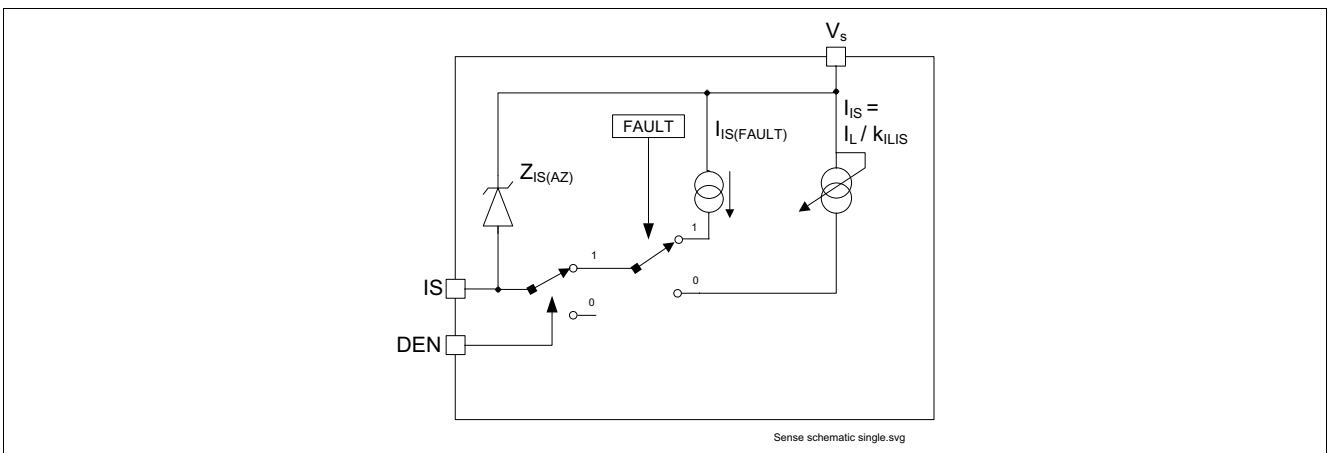 Vs
IIS =
IL / kILIS
FAULT
IIS(FAULT)
ZIS(AZ)
1
1
0
0
IS
DEN
Sense schematic single.svg